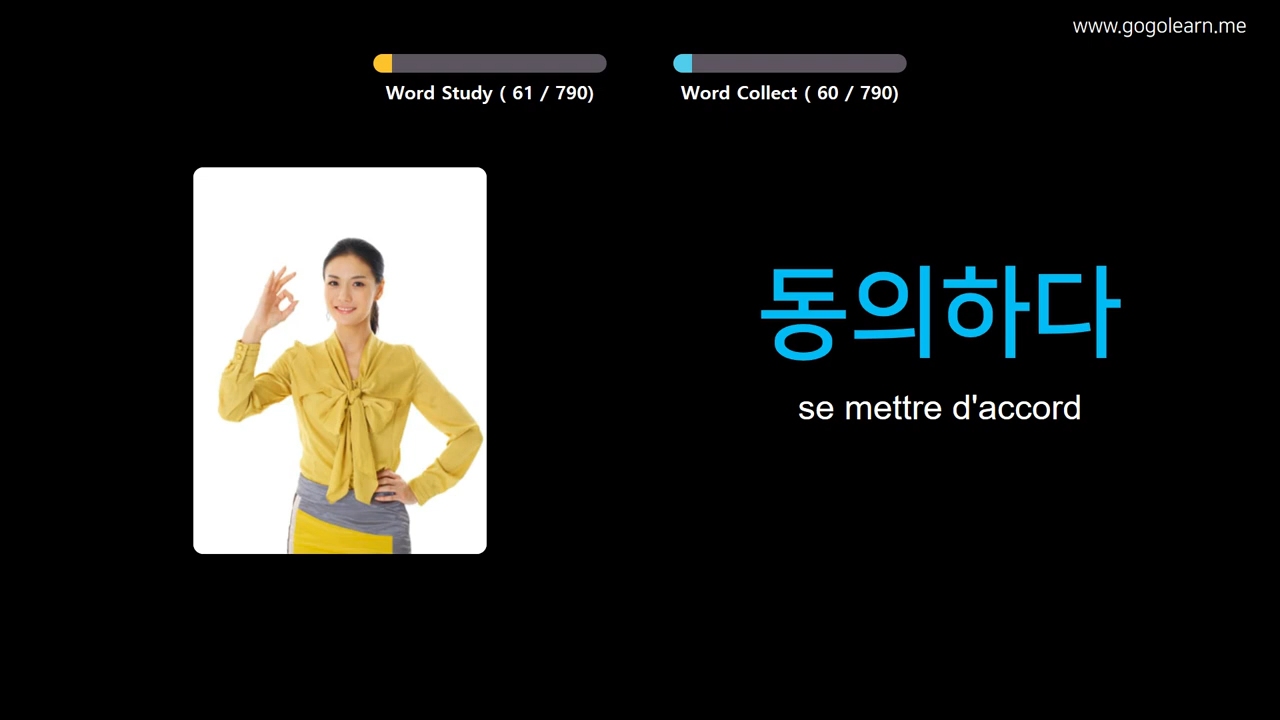 www.gogolearn.me
Word Study ( 61 / 790)
Word Collect ( 60 / 790)
동의하다
se mettre d'accord